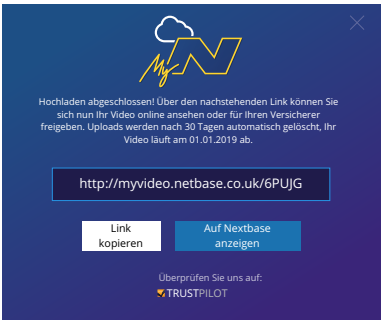 My N
Hochladen abgeschlossen! Über den nachstehenden Link können Sie
sich nun Ihr Video online ansehen oder für Ihren Versicherer
freigeben. Uploads werden nach 30 Tagen automatisch gelöscht, Ihr
Video läuft am 01.01.2019 ab.
http://myvideo.netbase.co.uk/6PUJG
Link
kopieren
Auf Nextbase
anzeigen
Überprüfen Sie uns auf:
TRUSTPILOT